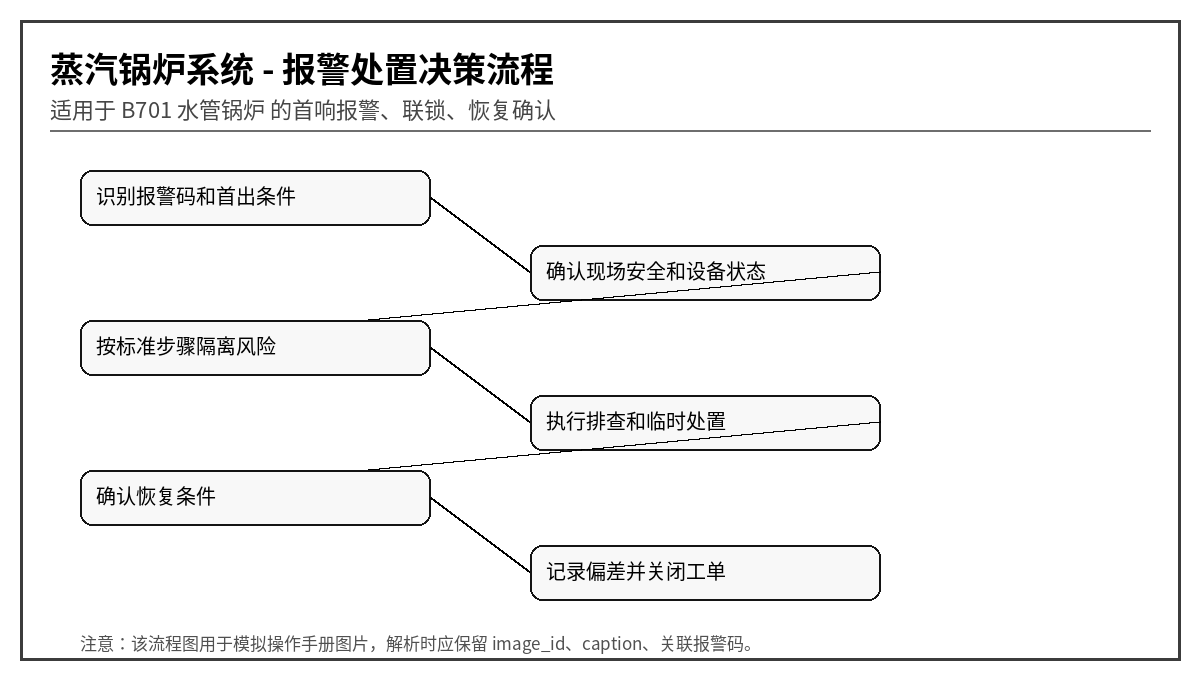 蒸汽锅炉系统 - 报警处置决策流程
适用于 B701 水管锅炉 的首响报警、联锁、恢复确认
识别报警码和首出条件
确认现场安全和设备状态
按标准步骤隔离风险
执行排查和临时处置
确认恢复条件
记录偏差并关闭工单
注意：该流程图用于模拟操作手册图片，解析时应保留 image_id、caption、关联报警码。